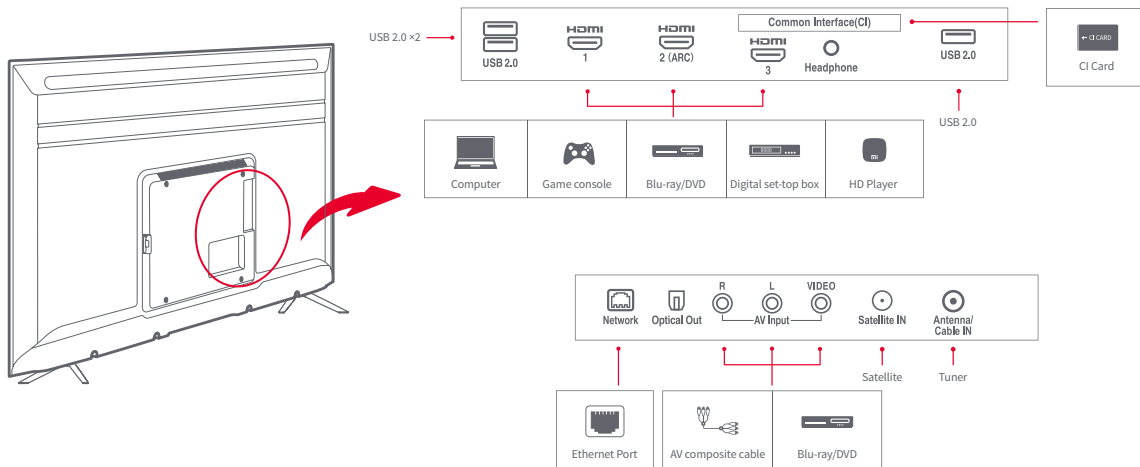 Common Interface(CI)
← CI CARD
CI Card
USB 2.0 ×2
USB 2.0
HDMI
1
HDMI
2 (ARC)
HDMI
3
Headphone
USB 2.0
USB 2.0
Computer
Game console
Blu-ray/DVD
Digital set-top box
mi
HD Player
Network
Optical Out
R
L
VIDEO
AV Input
Satellite IN
Antenna/
Cable IN
Satellite
Tuner
Ethernet Port
AV composite cable
Blu-ray/DVD